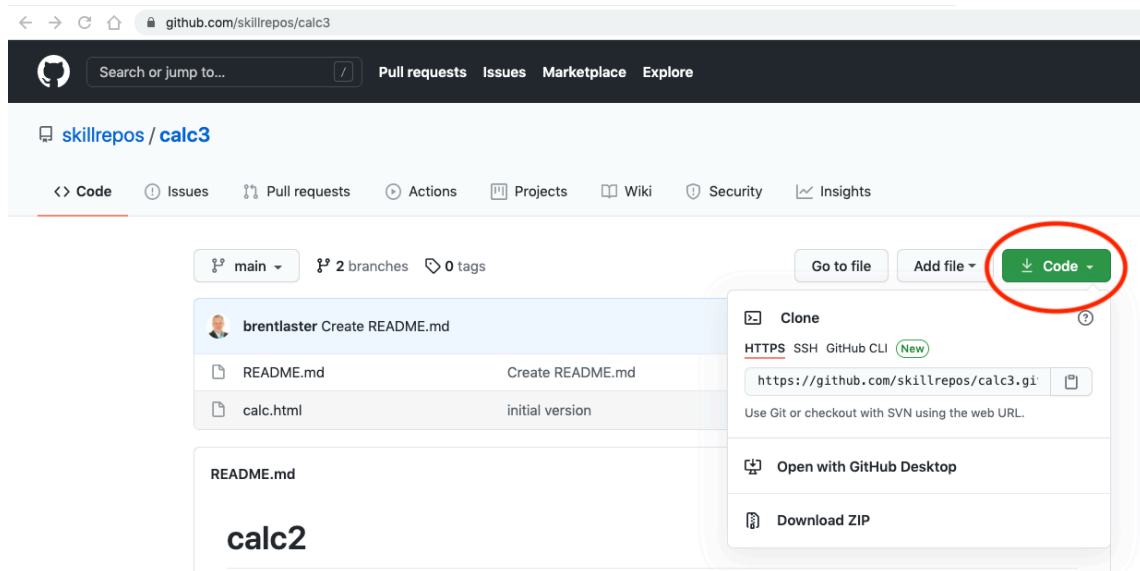 github.com/skillrepos/calc3
Search or jump to... / Pull requests Issues Marketplace Explore
skillrepos / calc3
<> Code Issues Pull requests Actions Projects Wiki Security Insights
main 2 branches 0 tags Go to file Add file Code
brentlaster Create README.md
README.md Create README.md
calc.html initial version
Clone
HTTPS SSH GitHub CLI New
https://github.com/skillrepos/calc3.gi
Use Git or checkout with SVN using the web URL.
Open with GitHub Desktop
Download ZIP
README.md
calc2